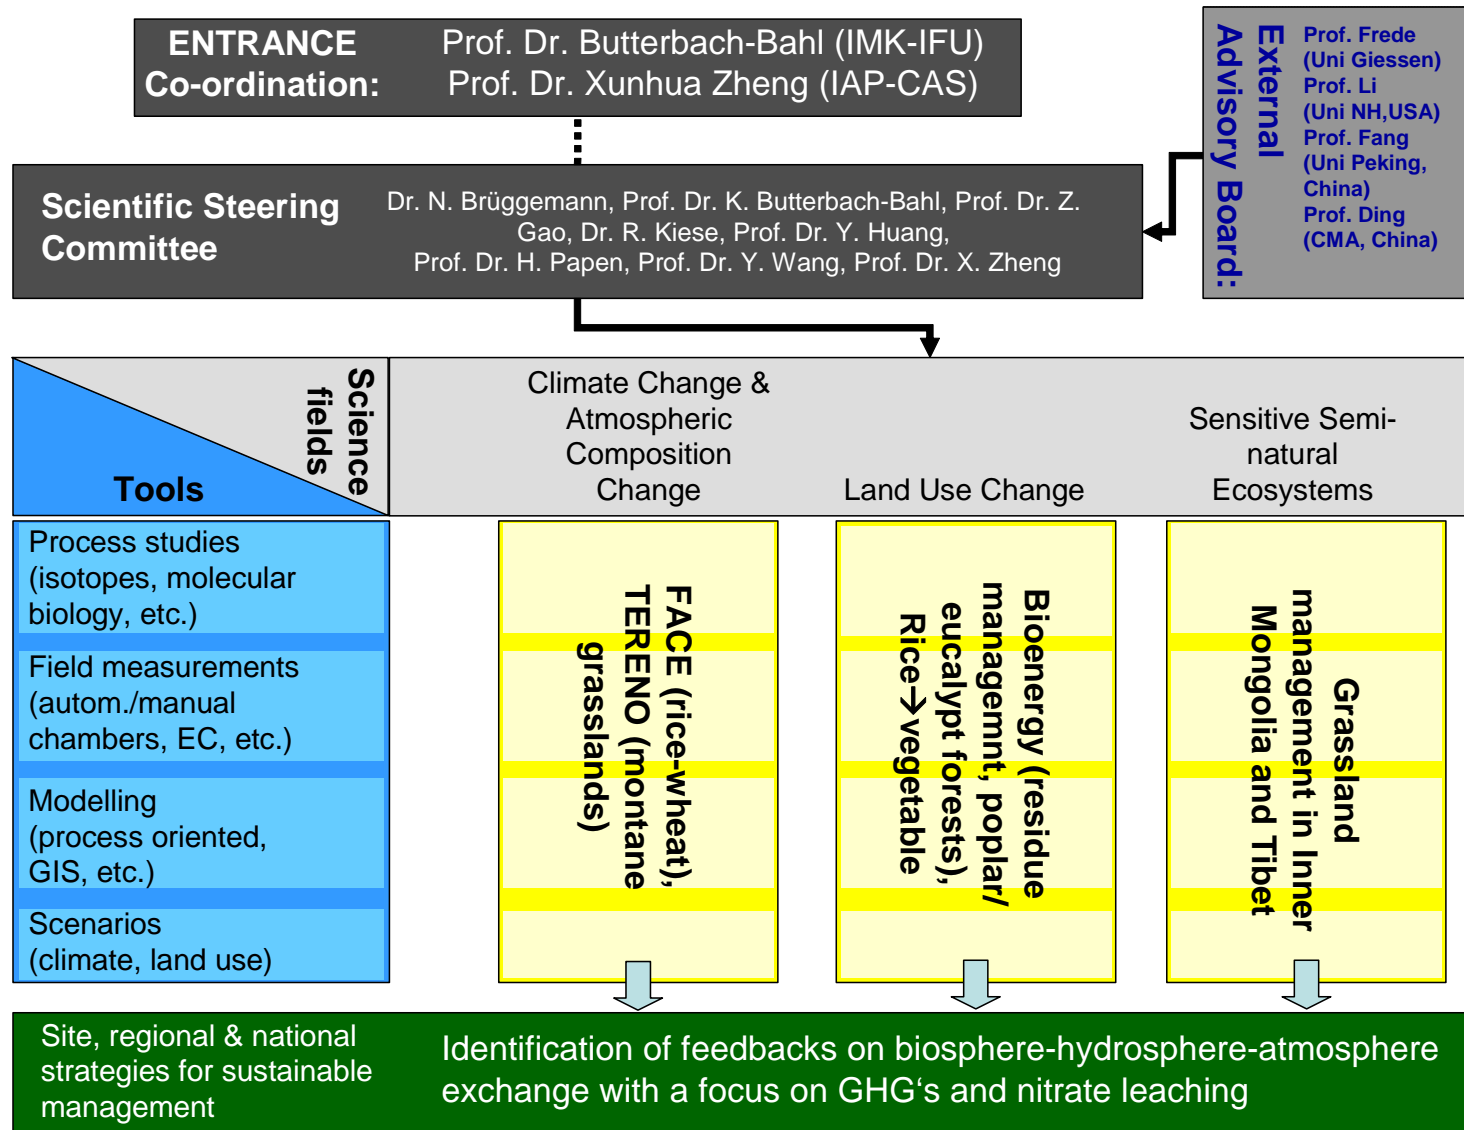 ENTRANCE
Co-ordination:
Prof. Dr. Butterbach-Bahl (IMK-IFU)
Prof. Dr. Xunhua Zheng (IAP-CAS)
External
Advisory Board:
Prof. Frede
(Uni Giessen)
Prof. Li
(Uni NH,USA)
Prof. Fang
(Uni Peking,
China)
Prof. Ding
(CMA, China)
Scientific Steering
Committee
Dr. N. Brüggemann, Prof. Dr. K. Butterbach-Bahl, Prof. Dr. Z.
Gao, Dr. R. Kiese, Prof. Dr. Y. Huang,
Prof. Dr. H. Papen, Prof. Dr. Y. Wang, Prof. Dr. X. Zheng
Science
fields
Tools
Climate Change &
Atmospheric
Composition
Change
Land Use Change
Sensitive Semi-
natural
Ecosystems
Process studies
(isotopes, molecular
biology, etc.)
Field measurements
(autom./manual
chambers, EC, etc.)
Modelling
(process oriented,
GIS, etc.)
Scenarios
(climate, land use)
FACE (rice-wheat),
TERENO (montane
grasslands)
Bioenergy (residue
managemnt, poplar/
eucalypt forests),
Rice→vegetable
Grassland
management in Inner
Mongolia and Tibet
Site, regional & national
strategies for sustainable
management
Identification of feedbacks on biosphere-hydrosphere-atmosphere
exchange with a focus on GHG‘s and nitrate leaching